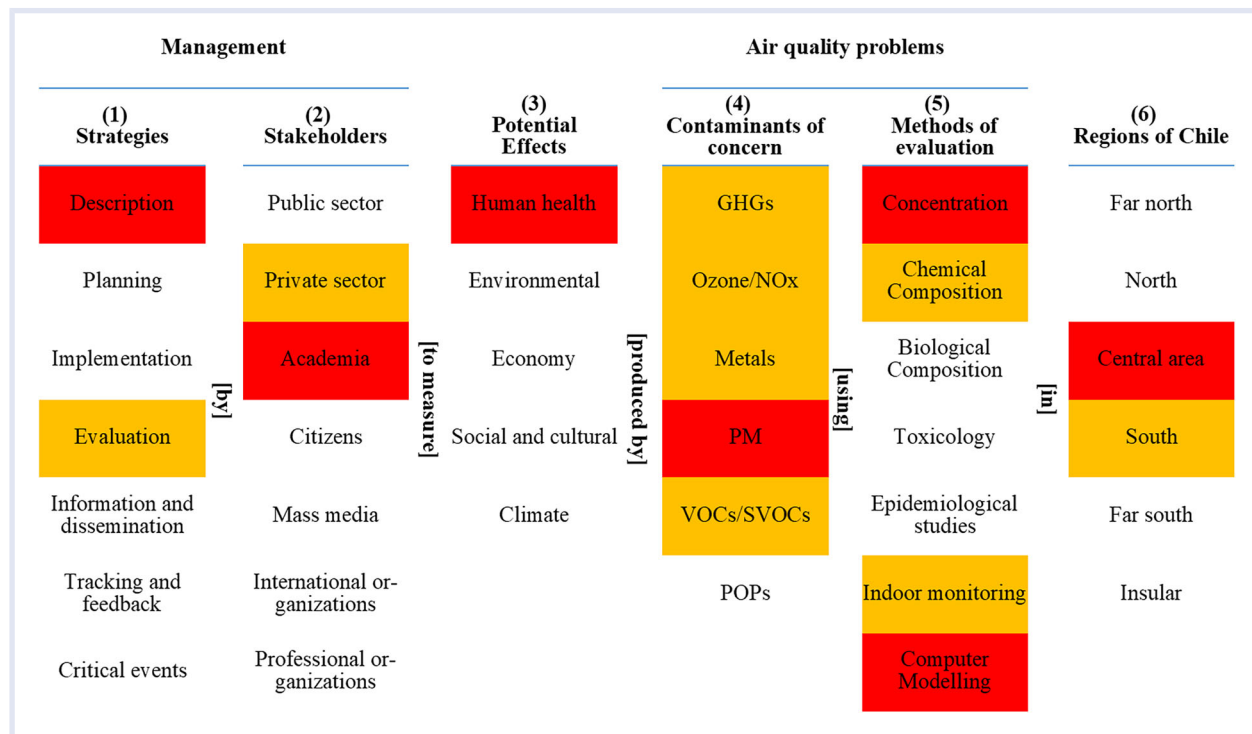 Management
Air quality problems
(1)
Strategies
(2)
Stakeholders
(3)
Potential
Effects
(4)
Contaminants of
concern
(5)
Methods of
evaluation
(6)
Regions of Chile
Description
Planning
Implementation
Evaluation
Information and
dissemination
Tracking and
feedback
Critical events
[by]
Public sector
Private sector
Academia
Citizens
Mass media
International or-
ganizations
Professional or-
ganizations
[to measure]
Human health
Environmental
Economy
Social and cultural
Climate
[produced by]
GHGs
Ozone/NOx
Metals
PM
VOCs/SVOCs
POPs
[using]
Concentration
Chemical
Composition
Biological
Composition
Toxicology
Epidemiological
studies
Indoor monitoring
Computer
Modelling
[in]
Far north
North
Central area
South
Far south
Insular